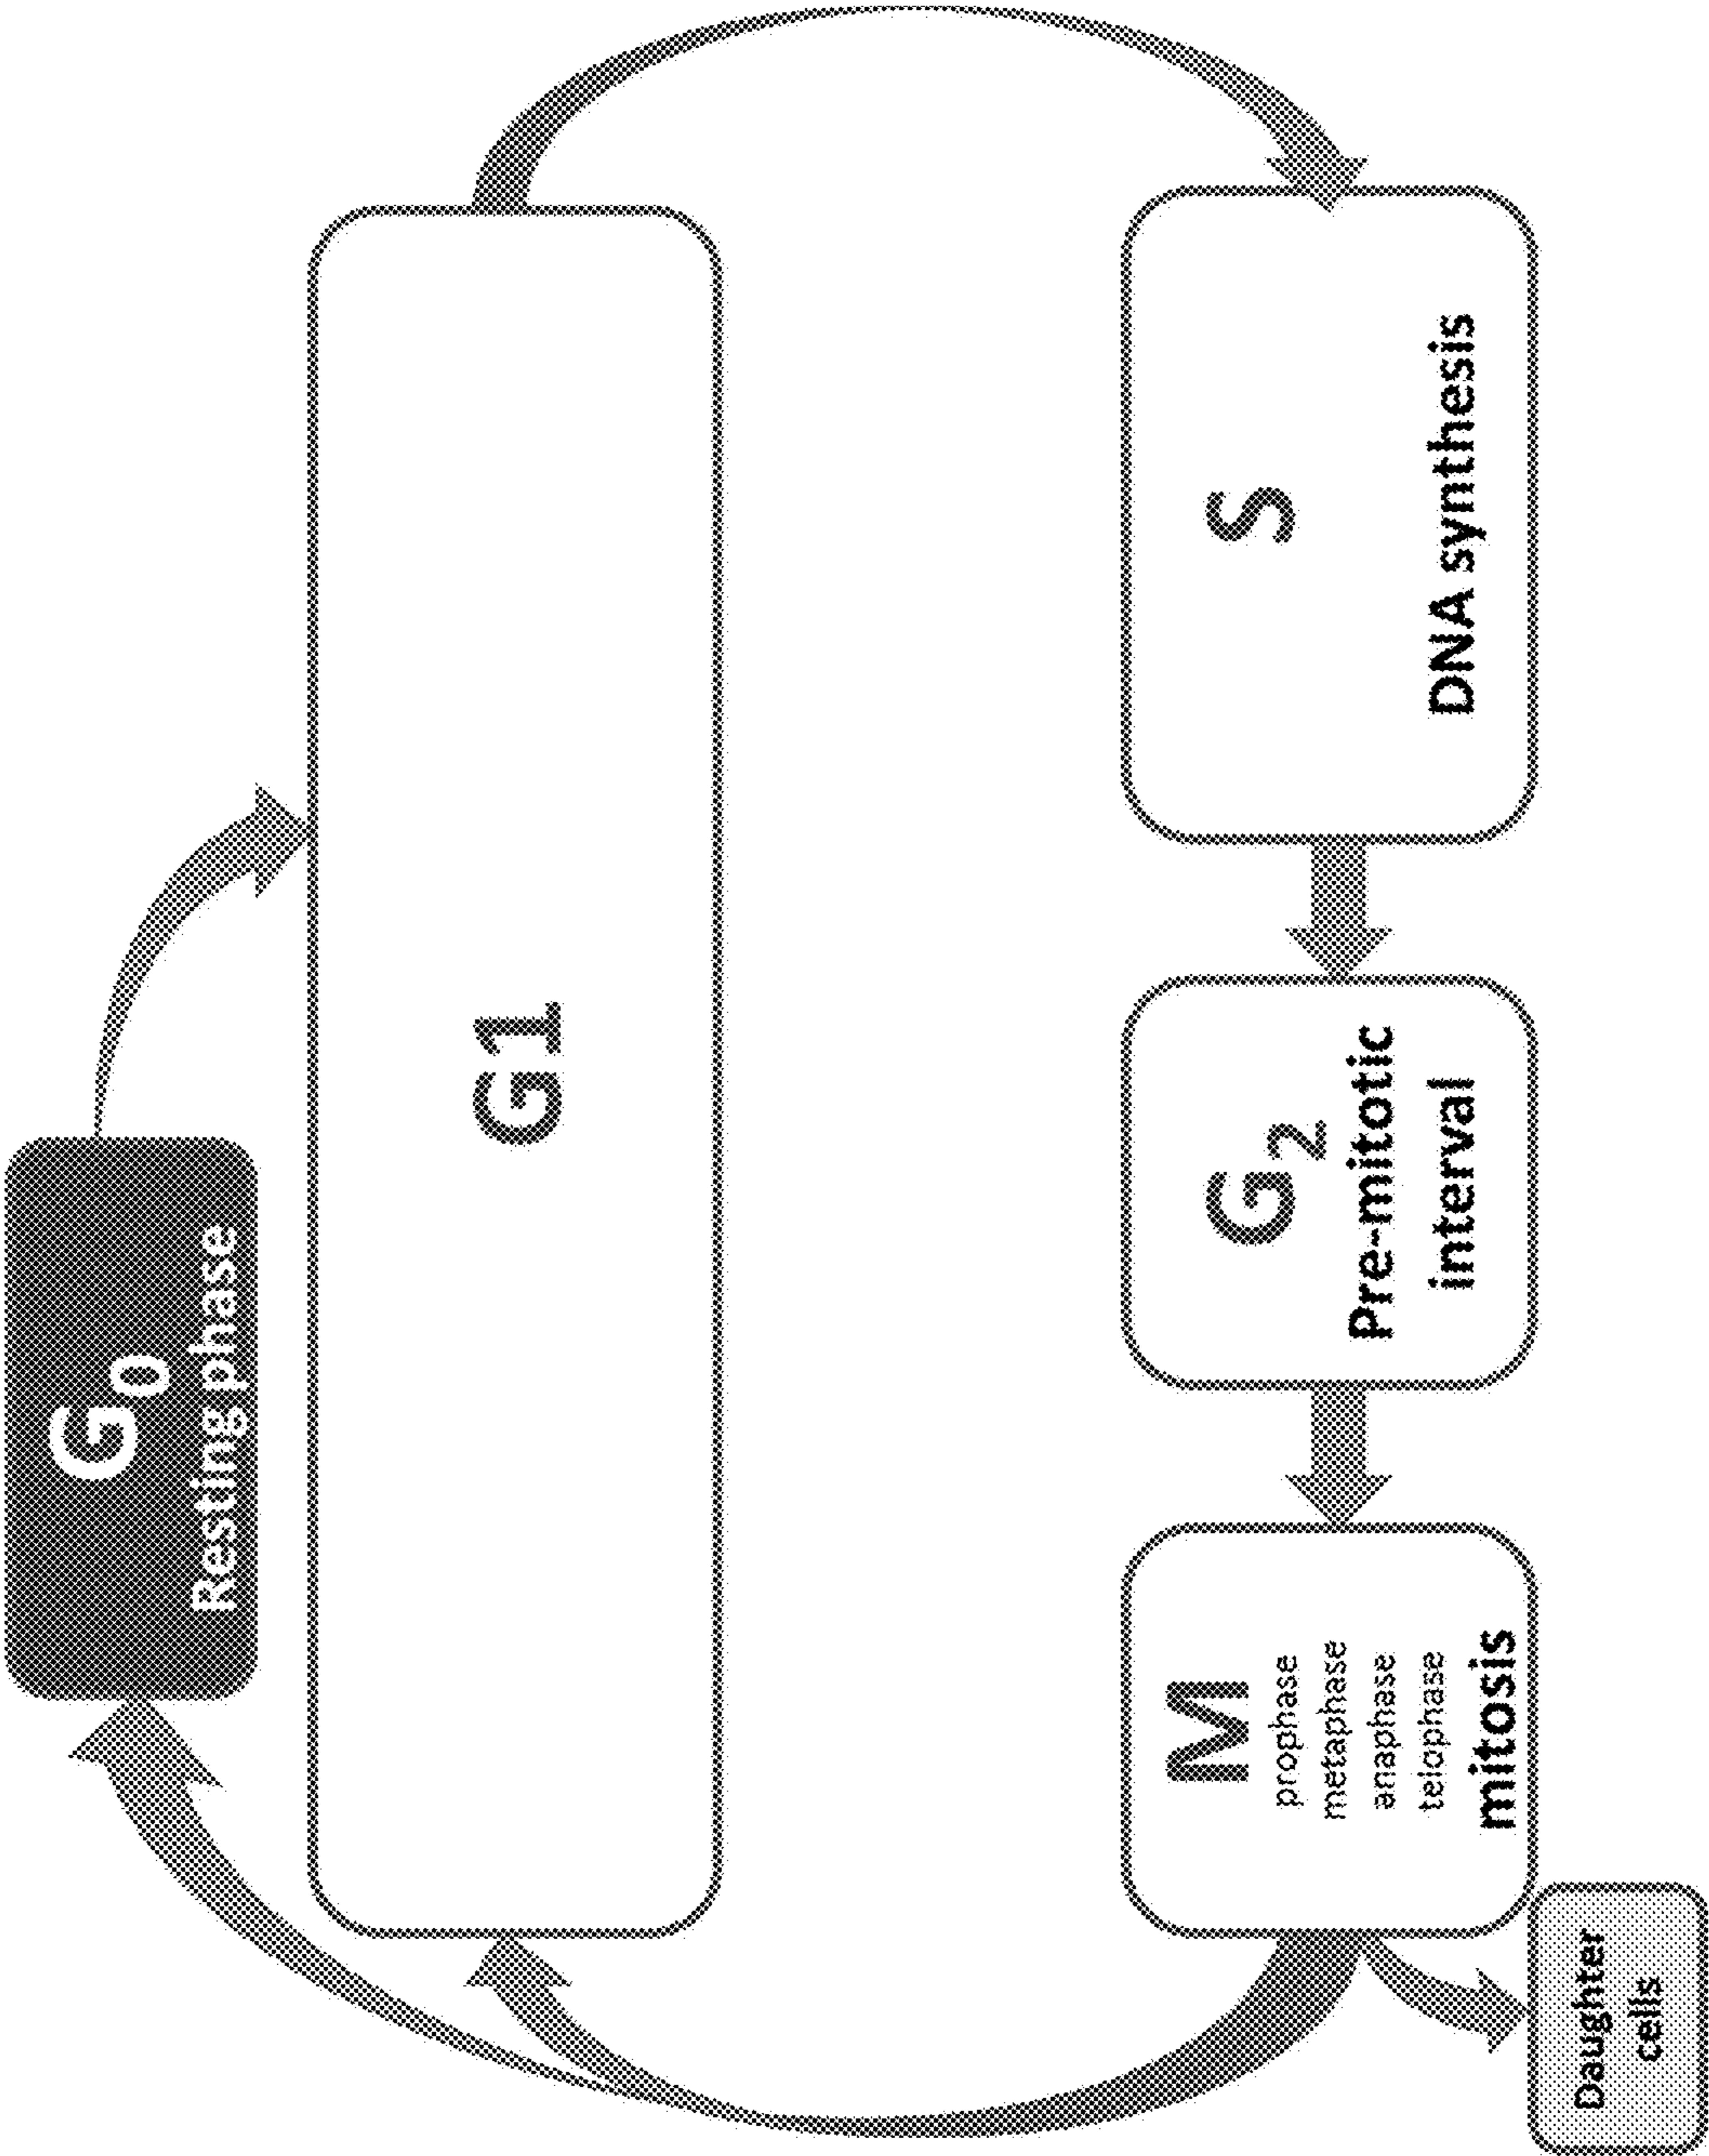 G0
Resting phase
G1
S
DNA synthesis
G2
Pre-mitotic
interval
M
prophase
metaphase
anaphase
telophase
mitosis
Daughter
cells